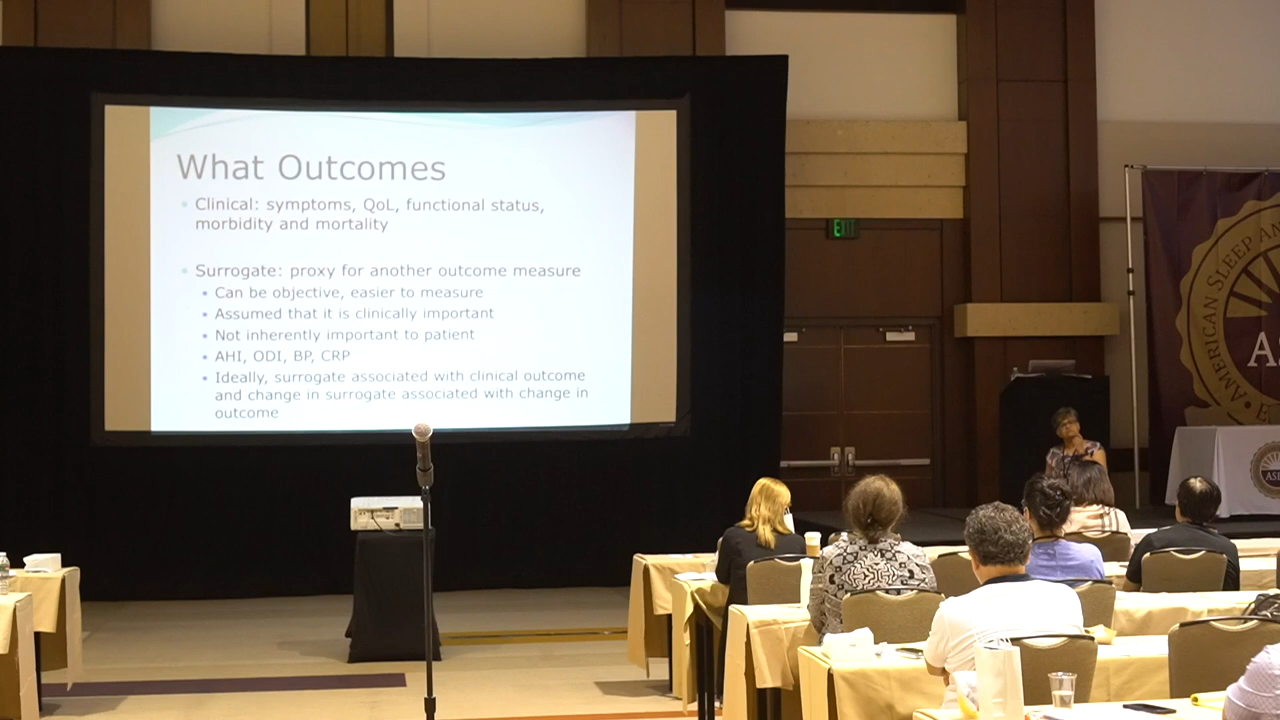 What Outcomes
• Clinical: symptoms, QoL, functional status,
morbidity and mortality
• Surrogate: proxy for another outcome measure
• Can be objective, easier to measure
• Assumed that it is clinically important
• Not inherently important to patient
• AHI, ODI, BP, CRP
• Ideally, surrogate associated with clinical outcome
and change in surrogate associated with change in
outcome
EXIT
AMERICAN SLEEP AN